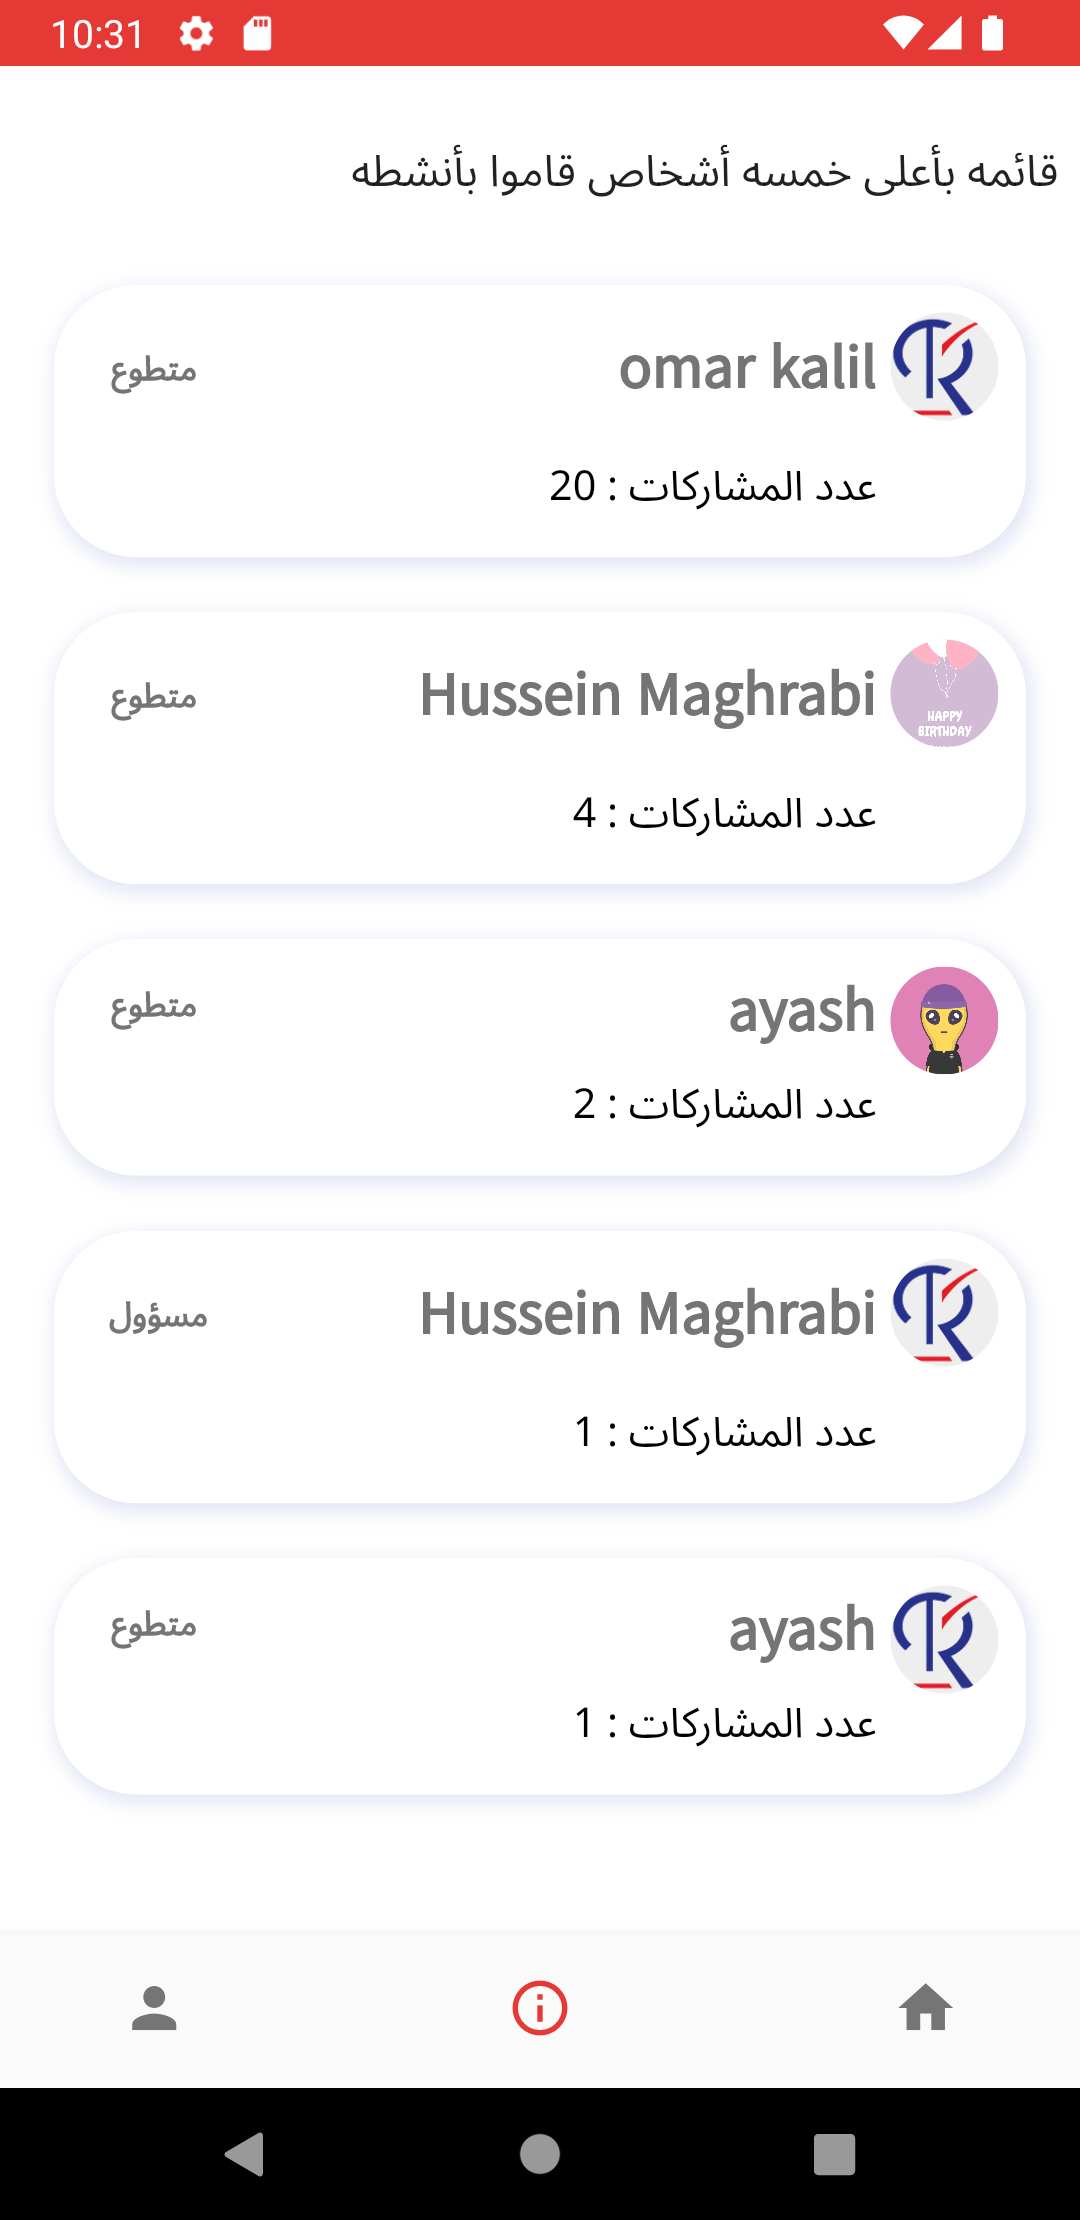 10:31
قائمه بأعلى خمسه أشخاص قاموا بأنشطه
omar kalil
متطوع
عدد المشاركات : 20
Hussein Maghrabi
متطوع
HAPPY
BIRTHDAY
عدد المشاركات : 4
ayash
متطوع
عدد المشاركات : 2
Hussein Maghrabi
مسؤول
عدد المشاركات : 1
ayash
متطوع
عدد المشاركات : 1